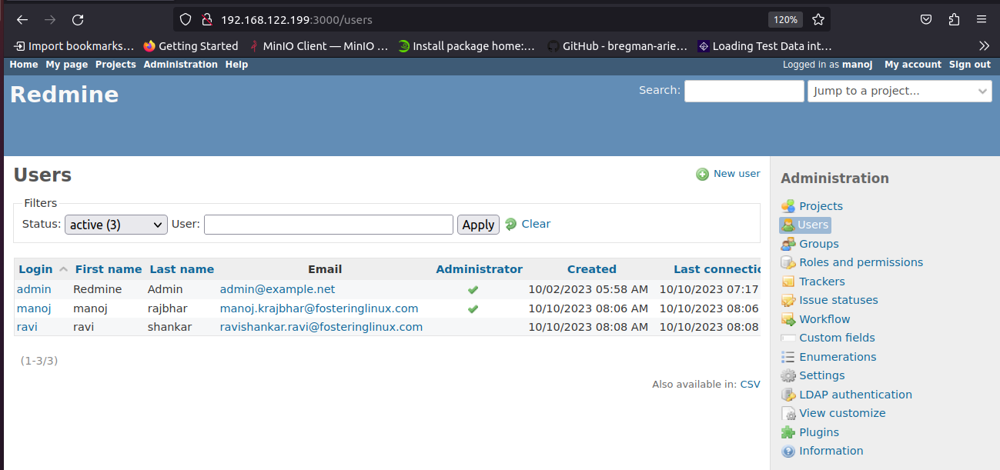 192.168.122.199:3000/users 120%
Import bookmarks... Getting Started MinIO Client — MinIO ... Install package home:... GitHub - bregman-arie... Loading Test Data int...
Home My page Projects Administration Help Logged in as manoj My account Sign out
Redmine Search: Jump to a project...
Users New user
Filters
Status: active (3) User: Apply Clear
Login First name Last name Email Administrator Created Last connectic
admin Redmine Admin admin@example.net 10/02/2023 05:58 AM 10/10/2023 07:17
manoj manoj rajbhar manoj.krajbhar@fosteringlinux.com 10/10/2023 08:06 AM 10/10/2023 08:06
ravi ravi shankar ravishankar.ravi@fosteringlinux.com 10/10/2023 08:08 AM 10/10/2023 08:08
(1-3/3)
Also available in: CSV
Administration
Projects
Users
Groups
Roles and permissions
Trackers
Issue statuses
Workflow
Custom fields
Enumerations
Settings
LDAP authentication
View customize
Plugins
Information